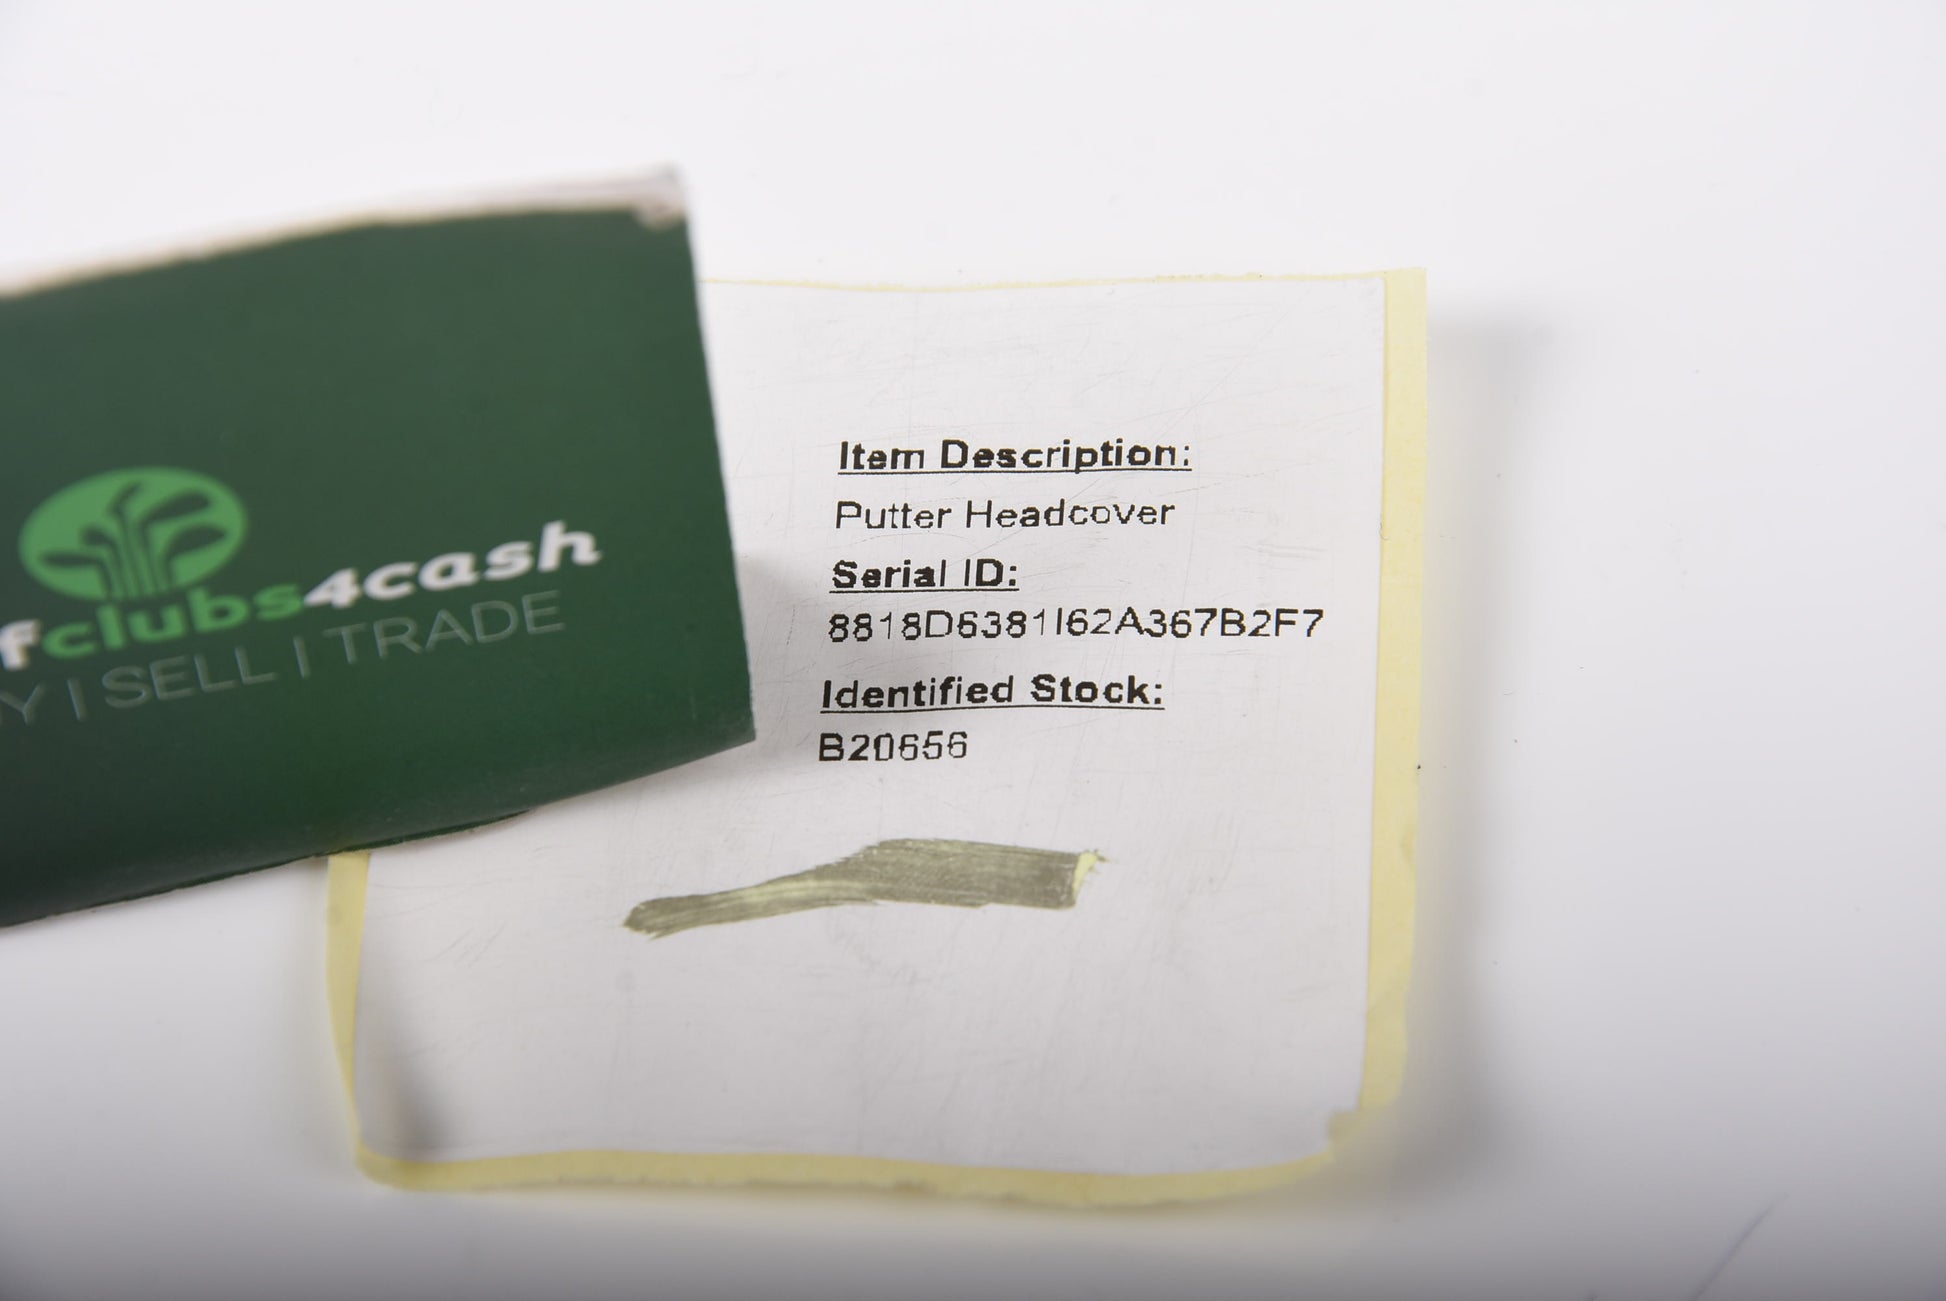 fclubs4cash
Y | SELL | TRADE
Item Description:
Putter Headcover
Serial ID:
8818D6381I62A367B2F7
Identified Stock:
B20656